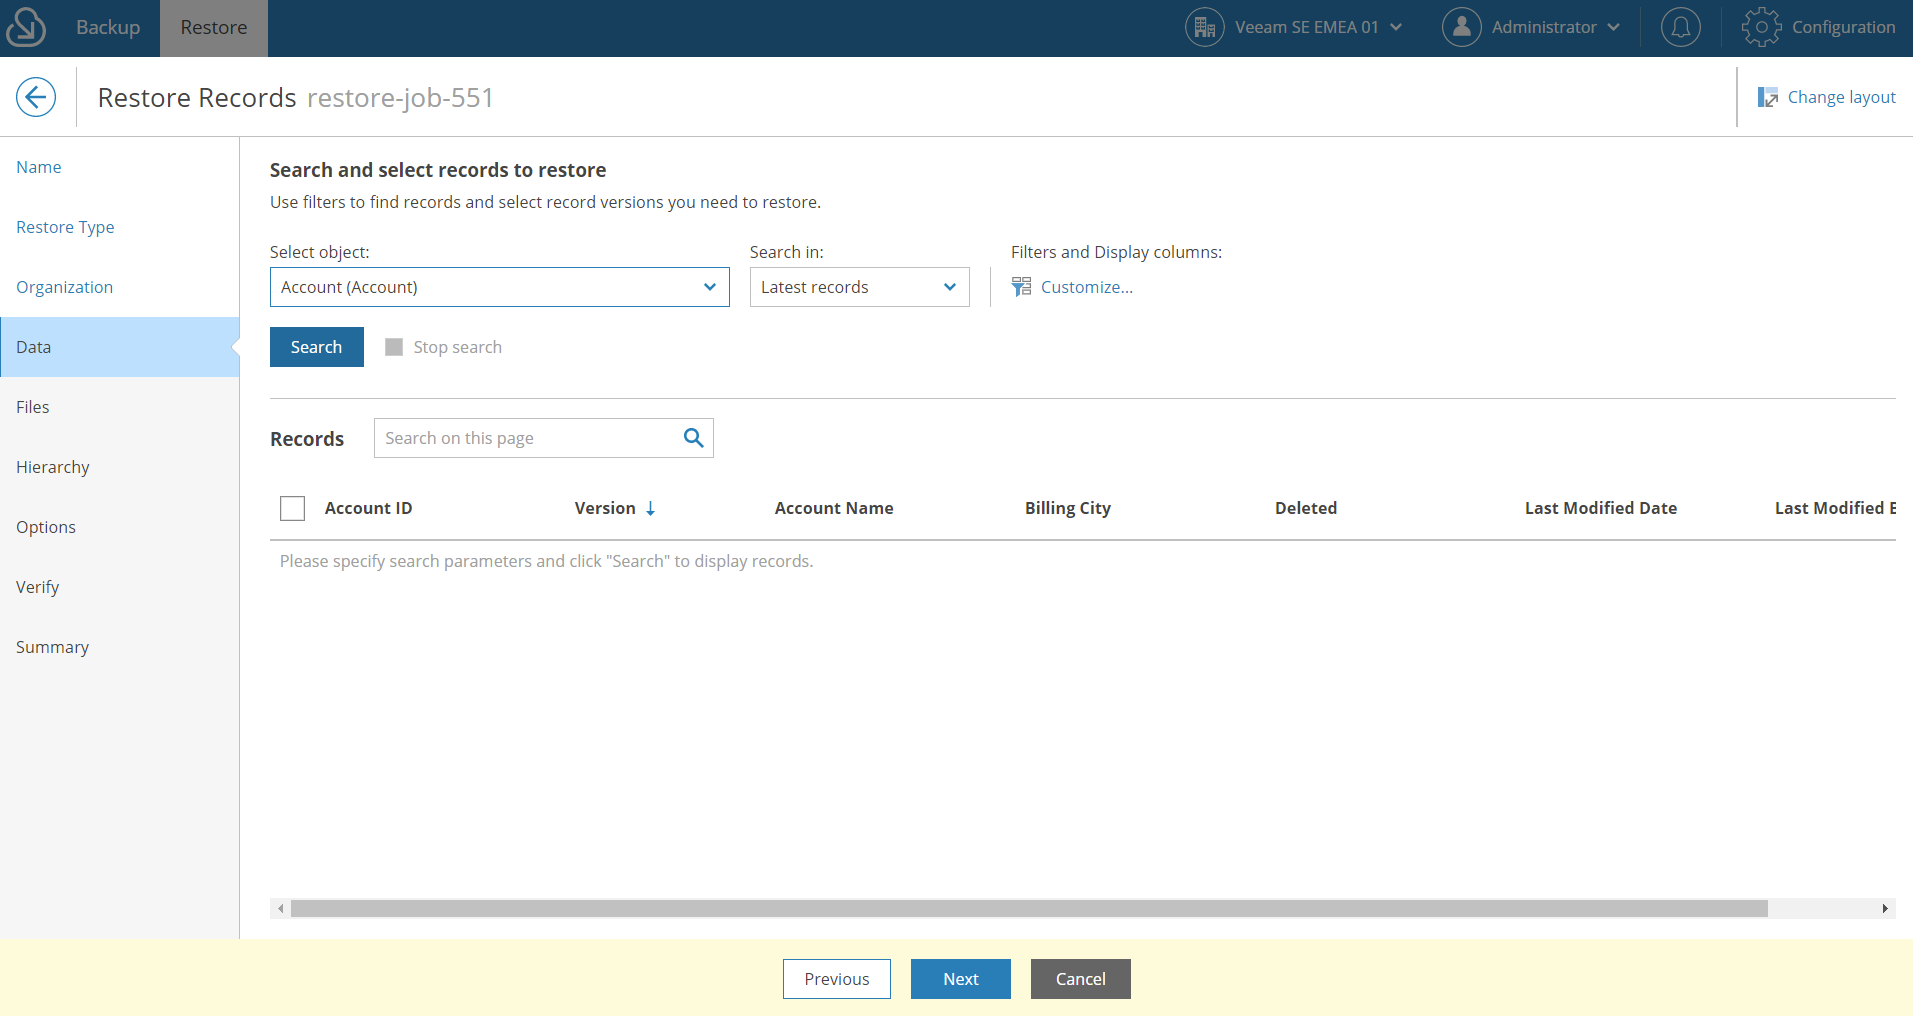 Backup Restore Veeam SE EMEA 01 Administrator Configuration
Restore Records restore-job-551 Change layout
Name
Restore Type
Organization
Data
Files
Hierarchy
Options
Verify
Summary
Search and select records to restore
Use filters to find records and select record versions you need to restore.
Select object: Search in: Filters and Display columns:
Account (Account) Latest records Customize...
Search Stop search
Records Search on this page
Account ID Version Account Name Billing City Deleted Last Modified Date Last Modified
Please specify search parameters and click "Search" to display records.
Previous Next Cancel